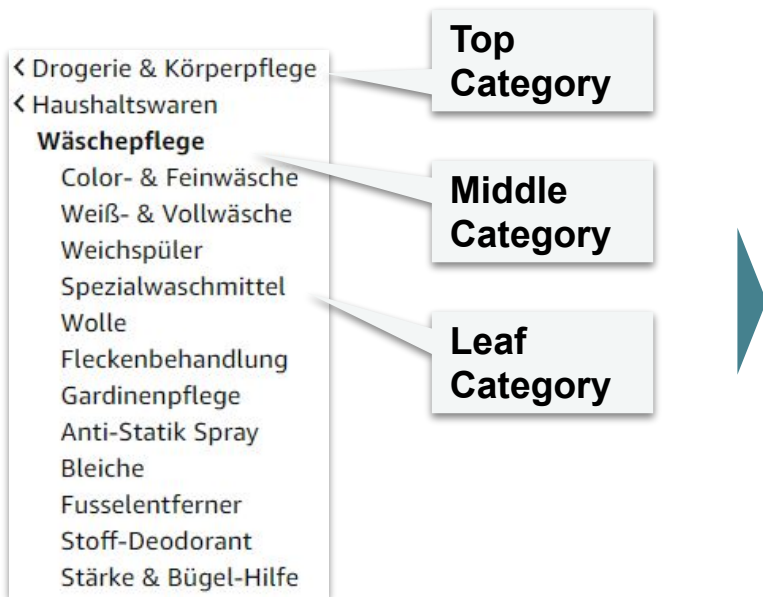 < Drogerie & Körperpflege
< Haushaltswaren
Wäschepflege
Color- & Feinwäsche
Weiß- & Vollwäsche
Weichspüler
Spezialwaschmittel
Wolle
Fleckenbehandlung
Gardinenpflege
Anti-Statik Spray
Bleiche
Fusselentferner
Stoff-Deodorant
Stärke & Bügel-Hilfe
Top
Category
Middle
Category
Leaf
Category